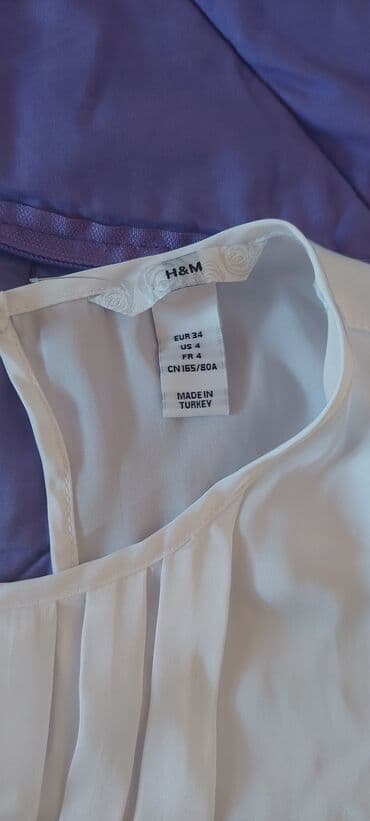 H&M
EUR 34
US 4
FR 4
CN165/80A
MADE IN
TURKEY